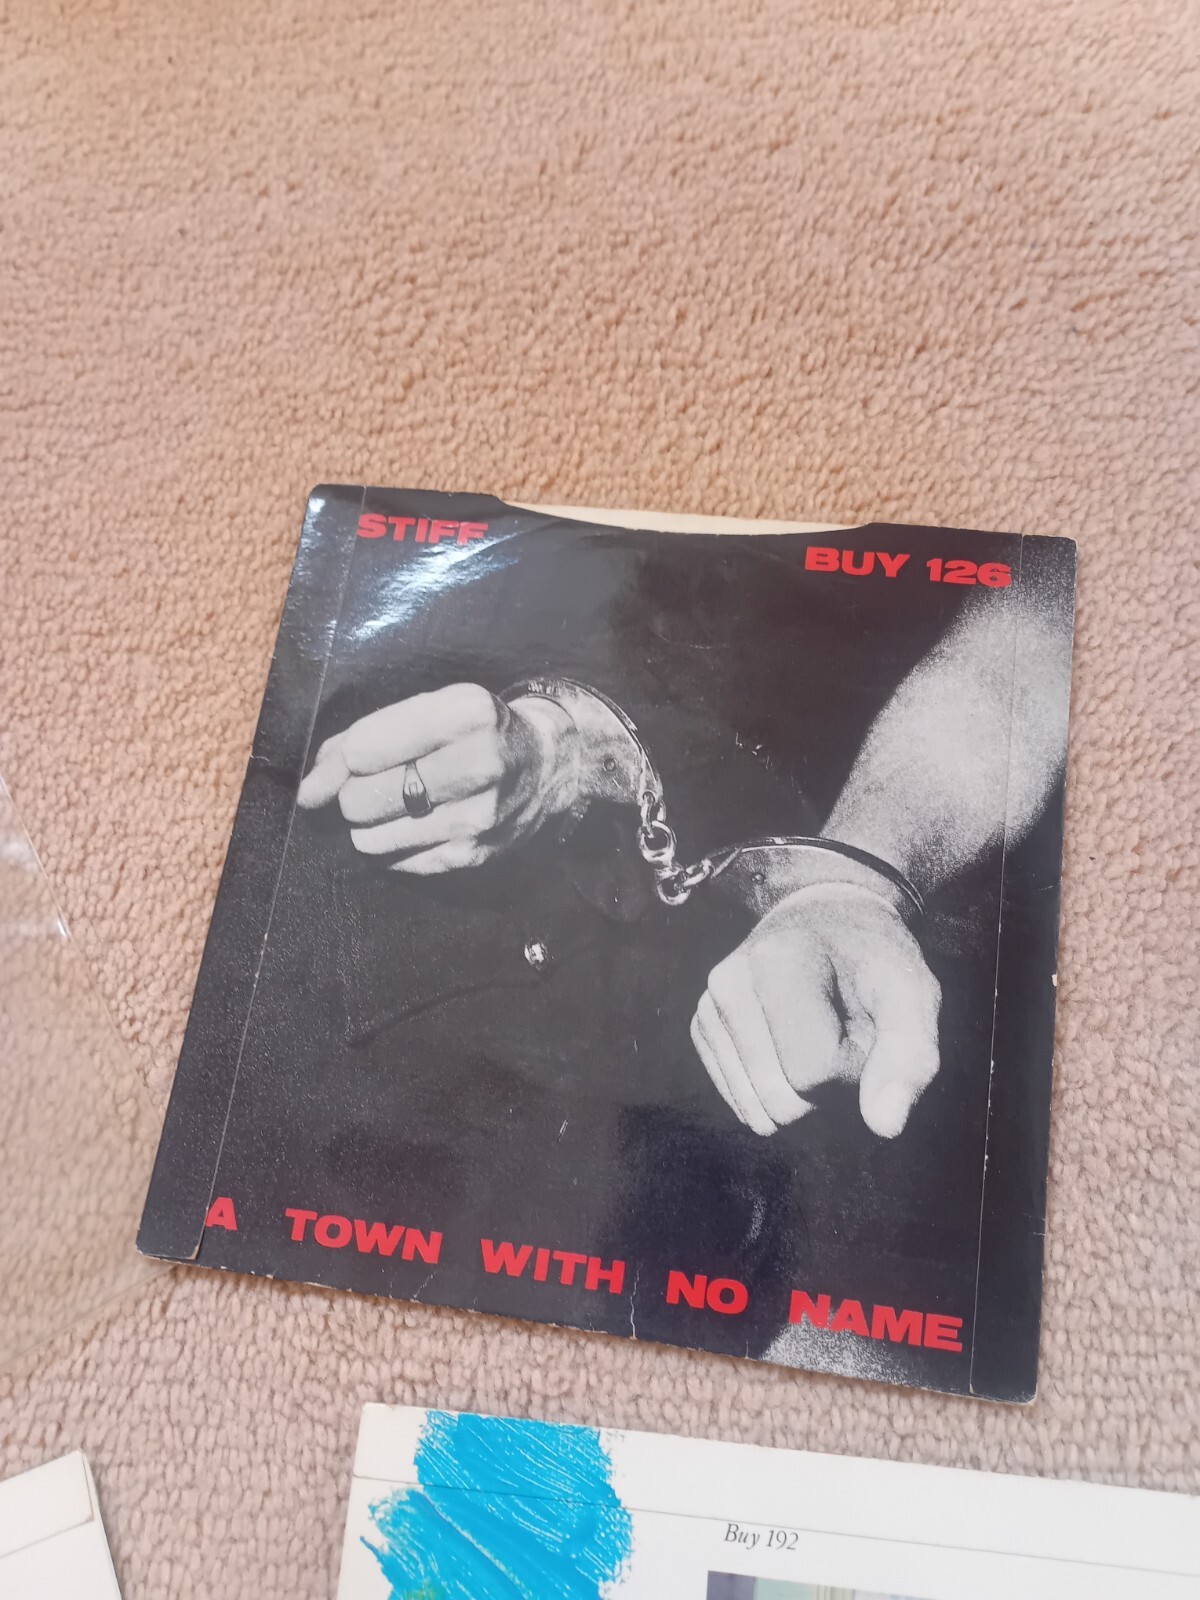 STIFF
BUY 126
A TOWN WITH NO NAME
Buy 192